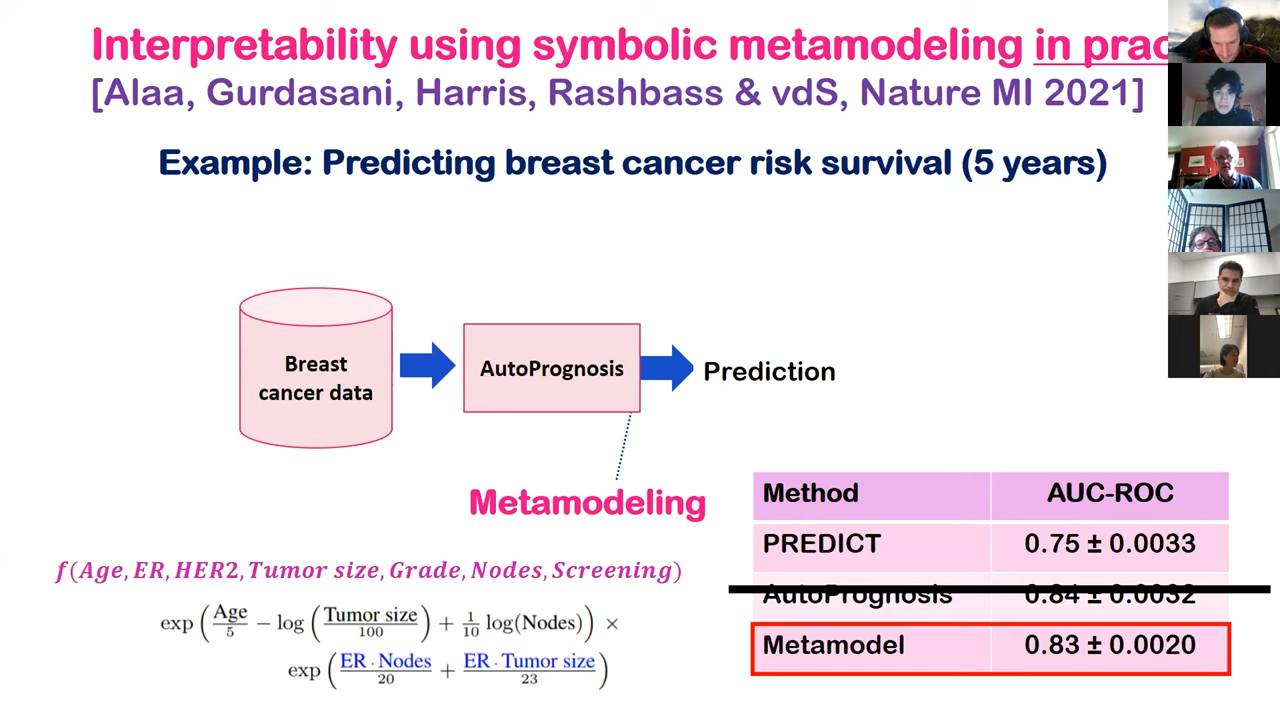 Interpretability using symbolic metamodeling in prac
[Alaa, Gurdasani, Harris, Rashbass & vdS, Nature MI 2021]
Example: Predicting breast cancer risk survival (5 years)
Breast
cancer data
AutoPrognosis
Prediction
Metamodeling
f(Age, ER, HER2, Tumor size, Grade, Nodes, Screening)
exp(Age/5 − log(Tumor size/100) + 1/10 log(Nodes)) ×
exp(ER · Nodes/20 + ER · Tumor size/23)
Method AUC-ROC
PREDICT 0.75 ± 0.0033
AutoPrognosis 0.84 ± 0.0032
Metamodel 0.83 ± 0.0020